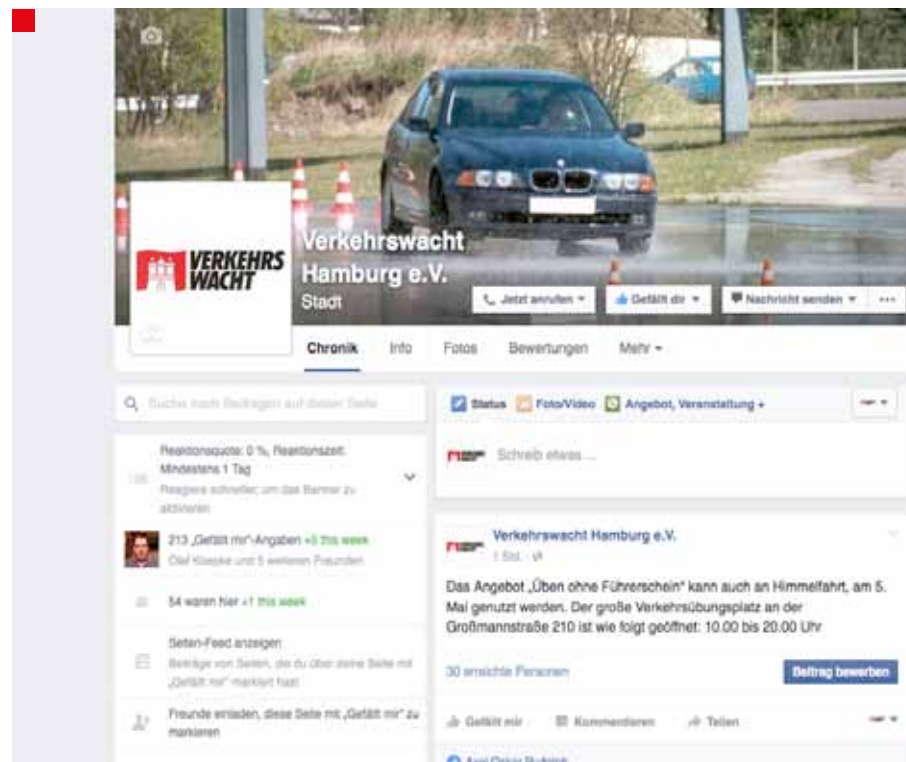 VERKEHRS
WACHT
Verkehrswacht
Hamburg e.V.
Stadt
Jetzt anrufen
Gefällt dir
Nachricht senden
Chronik Info Fotos Bewertungen Mehr
Suche nach Beiträgen auf dieser Seite
Status Foto/Video Angebot, Veranstaltung +
Schreib etwas ...
Reaktionsquote: 0 %, Reaktionszeit:
Mindestens 1 Tag
Reagiere schneller, um das Banner zu
aktivieren
213 „Gefällt mir“-Angaben +3 this week
und 5 weiteren Freunden
54 waren hier +1 this week
Seiten-Feed anzeigen
Beiträge von Seiten, die du über deine Seite mit
„Gefällt mir“ markiert hast
Freunde einladen, diese Seite mit „Gefällt mir“ zu
markieren
Verkehrswacht Hamburg e.V.
1 Std.
Das Angebot „Üben ohne Führerschein“ kann auch an Himmelfahrt, am 5.
Mai genutzt werden. Der große Verkehrsübungsplatz an der
Großmannstraße 210 ist wie folgt geöffnet: 10.00 bis 20.00 Uhr
30 erreichte Personen
Beitrag bewerben
Gefällt mir Kommentieren Teilen